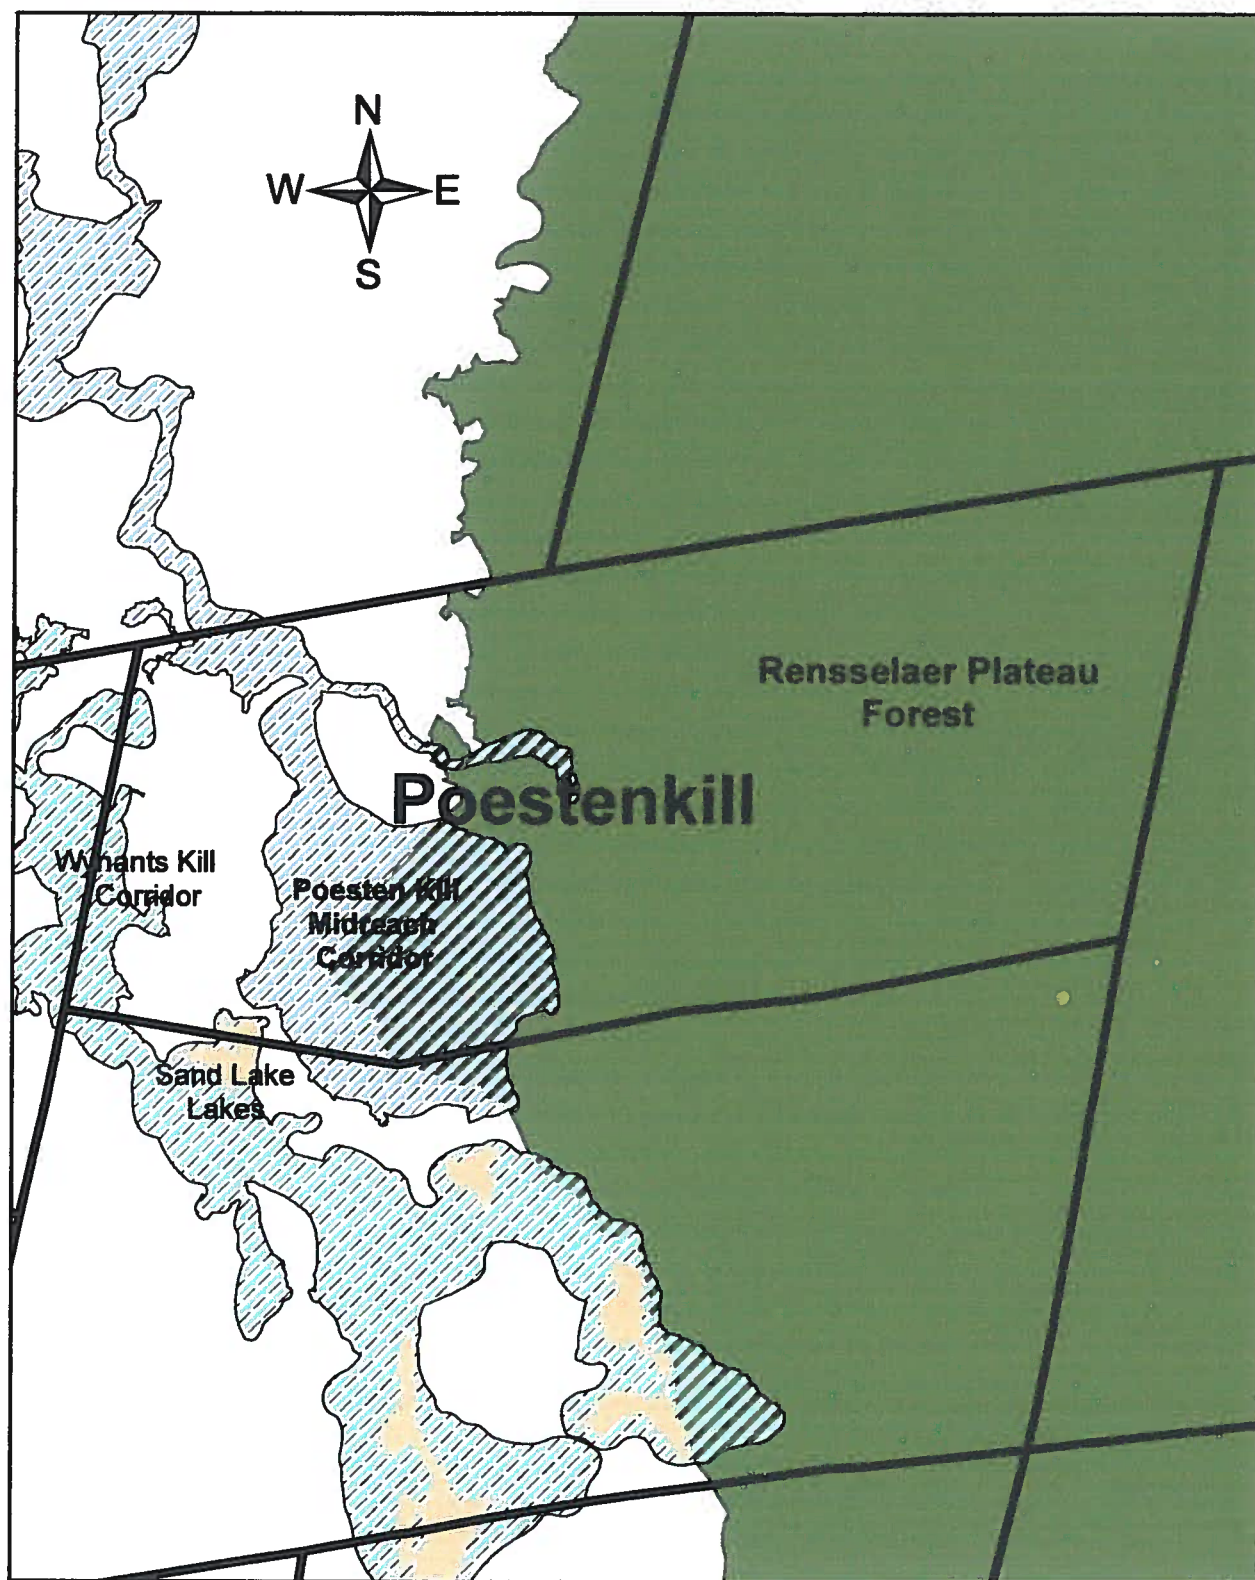 N
W E
S
Rensselaer Plateau
Forest
Poestenkill
Wynants Kill
Corridor
Poesten Kill
Midreach
Corridor
Sand Lake
Lakes